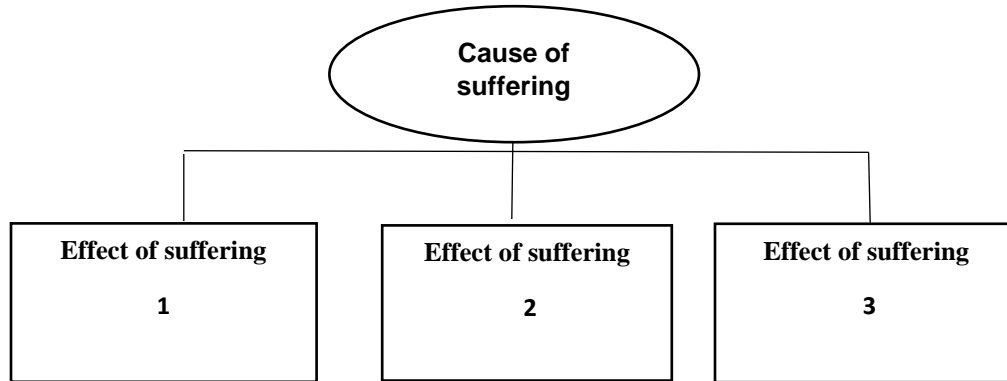 Cause of
suffering
Effect of suffering
1
Effect of suffering
2
Effect of suffering
3